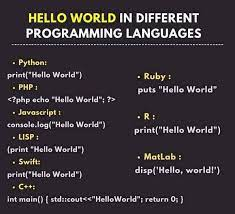 HELLO WORLD IN DIFFERENT
PROGRAMMING LANGUAGES
• Python:
print("Hello World")
• PHP :
<?php echo "Hello World"; ?>
• Javascript :
console.log("Hello World")
• LISP :
(print "Hello World")
• Swift:
print("Hello World")
• C++:
int main() { std::cout<<"HelloWorld"; return 0; }
• Ruby :
puts "Hello World"
• R :
print("Hello World")
• MatLab :
disp('Hello, world!')